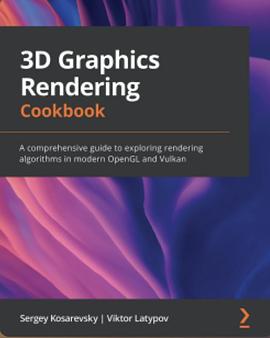 3D Graphics
Rendering
Cookbook
A comprehensive guide to exploring rendering
algorithms in modern OpenGL and Vulkan
Sergey Kosarevsky | Viktor Latypov